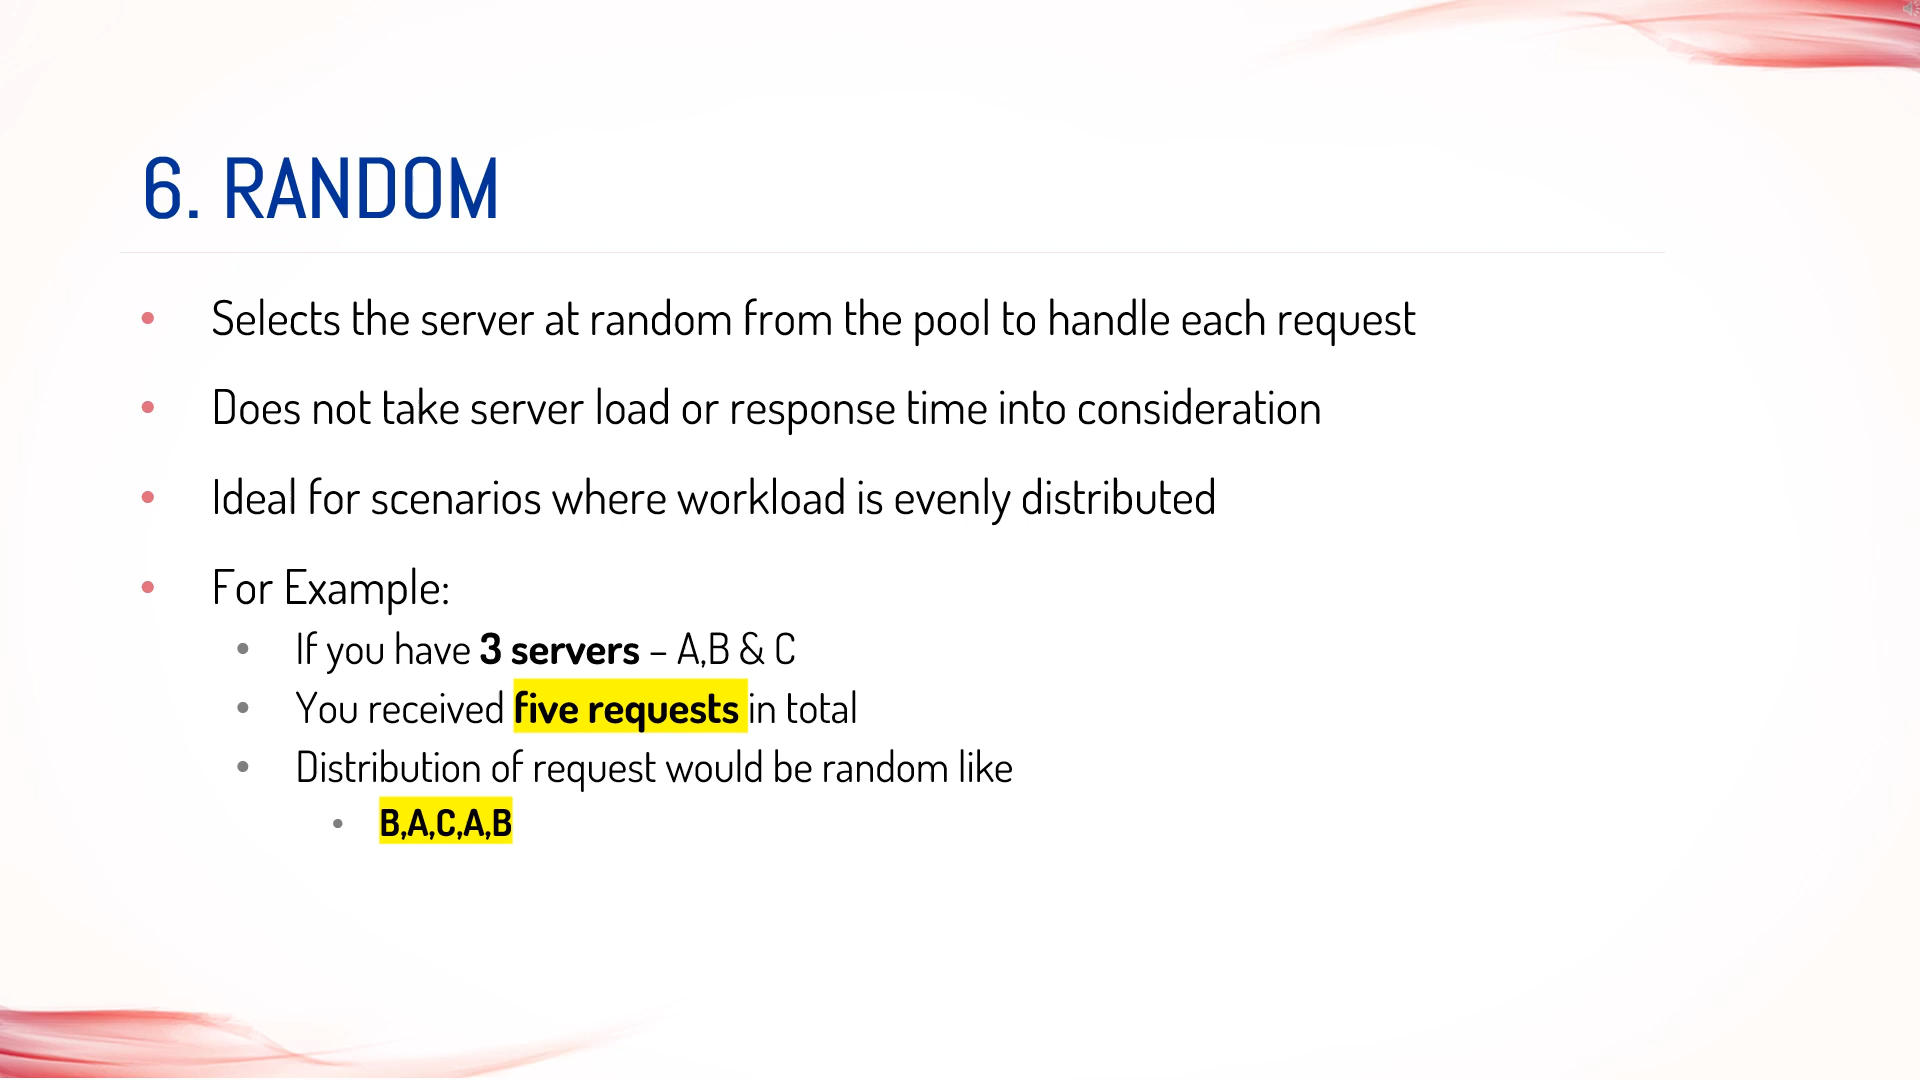 6. RANDOM
• Selects the server at random from the pool to handle each request
• Does not take server load or response time into consideration
• Ideal for scenarios where workload is evenly distributed
• For Example:
• If you have 3 servers – A,B & C
• You received five requests in total
• Distribution of request would be random like
• B,A,C,A,B